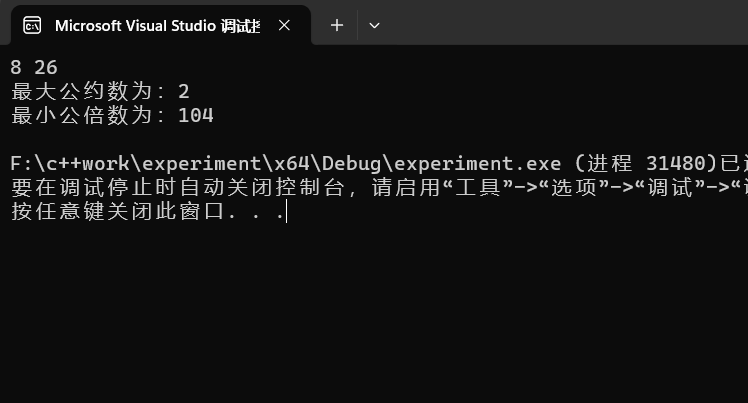 Microsoft Visual Studio 调试
8 26
最大公约数为：2
最小公倍数为：104
F:\c++work\experiment\x64\Debug\experiment.exe (进程 31480)已
要在调试停止时自动关闭控制台，请启用“工具”->“选项”->“调试”->“
按任意键关闭此窗口. . .